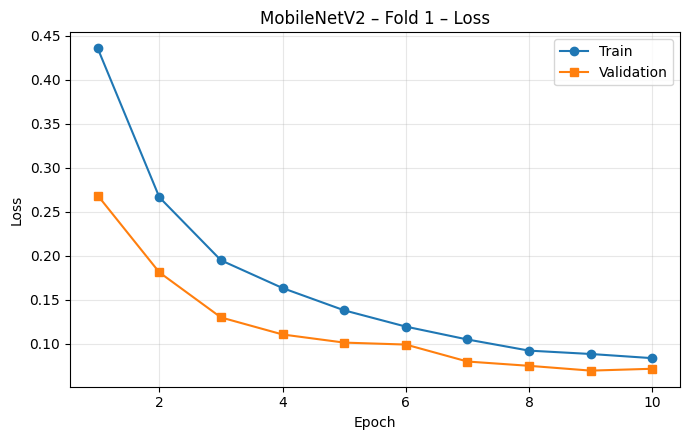 MobileNetV2 – Fold 1 – Loss
Train
Validation
Loss
0.45
0.40
0.35
0.30
0.25
0.20
0.15
0.10
2 4 6 8 10
Epoch